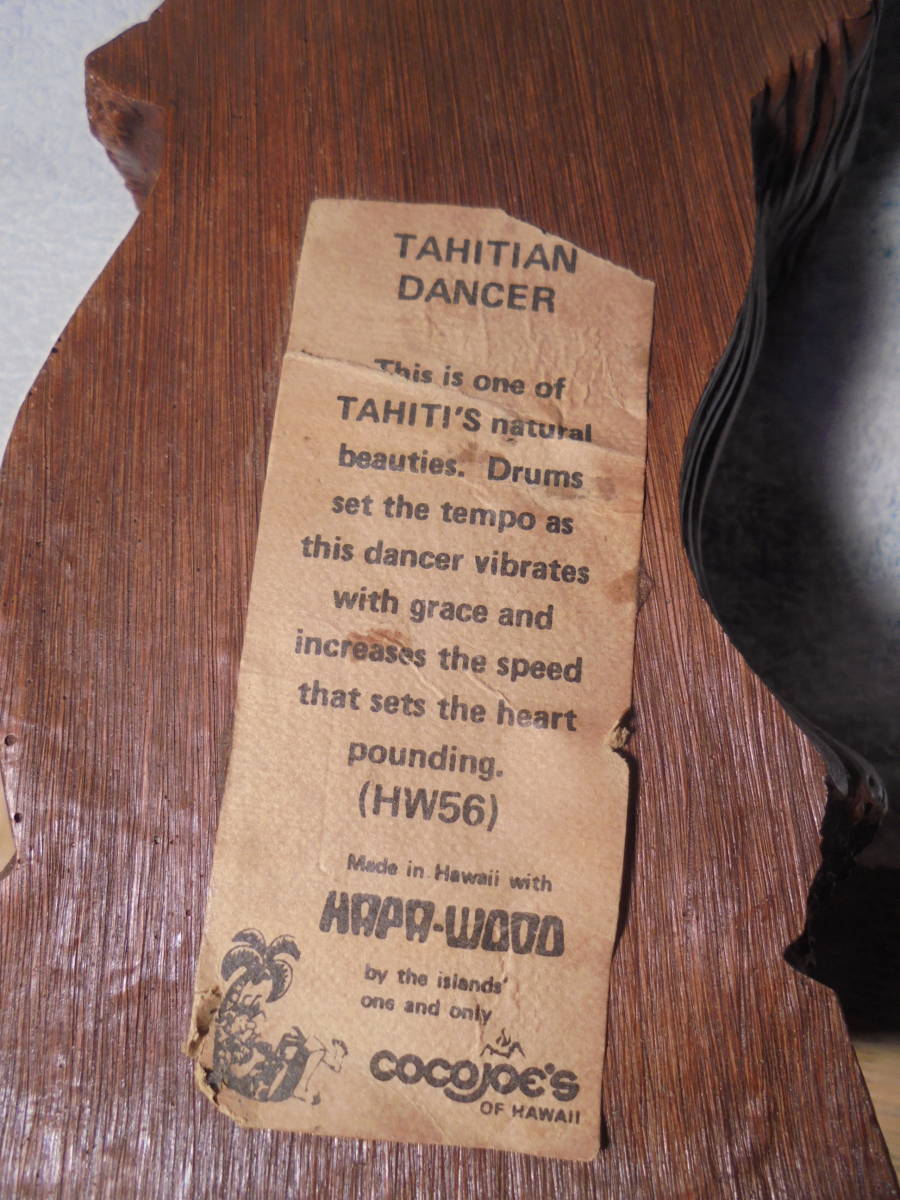 TAHITIAN
DANCER
This is one of
TAHITI'S natural
beauties. Drums
set the tempo as
this dancer vibrates
with grace and
increases the speed
that sets the heart
pounding.
(HW56)
Made in Hawaii with
HAPA-WOOD
by the islands'
one and only
COCOJOE'S
OF HAWAII